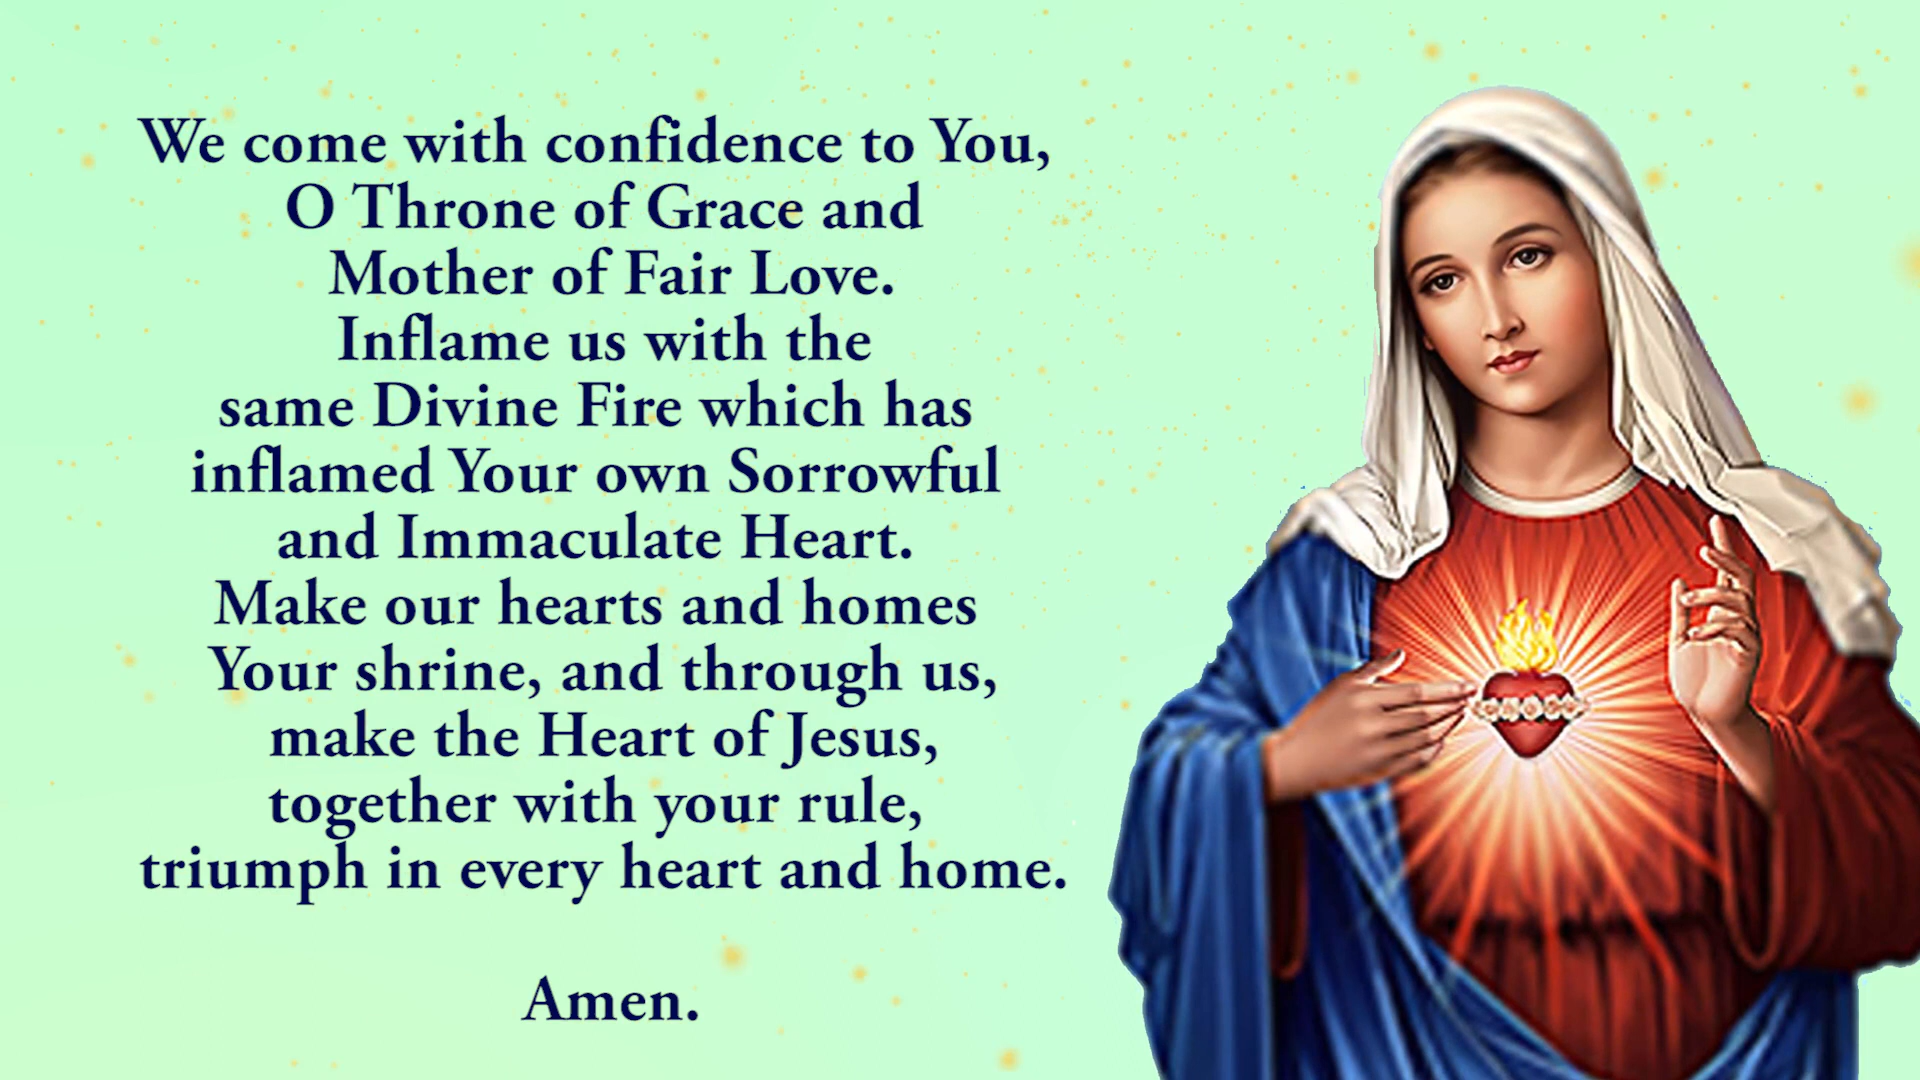 We come with confidence to You,
O Throne of Grace and
Mother of Fair Love.
Inflame us with the
same Divine Fire which has
inflamed Your own Sorrowful
and Immaculate Heart.
Make our hearts and homes
Your shrine, and through us,
make the Heart of Jesus,
together with your rule,
triumph in every heart and home.
Amen.